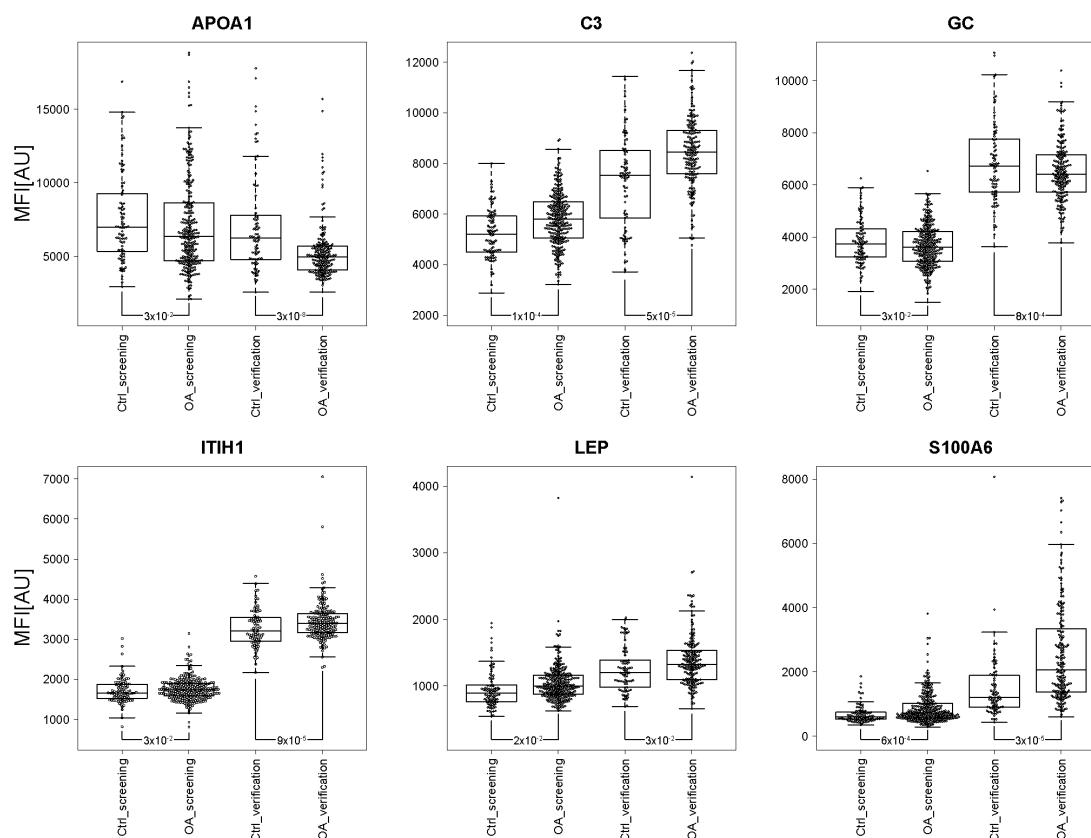 APOA1
C3
GC
MFI[AU]
15000
10000
5000
12000
10000
8000
6000
4000
2000
10000
8000
6000
4000
2000
3x10⁻²
3x10⁻⁸
1x10⁻⁴
5x10⁻⁶
3x10⁻²
8x10⁻⁴
Ctrl_screening
OA_screening
Ctrl_verification
OA_verification
Ctrl_screening
OA_screening
Ctrl_verification
OA_verification
Ctrl_screening
OA_screening
Ctrl_verification
OA_verification
ITIH1
LEP
S100A6
MFI[AU]
7000
6000
5000
4000
3000
2000
1000
4000
3000
2000
1000
8000
6000
4000
2000
0
3x10⁻²
9x10⁻⁵
2x10⁻²
3x10⁻²
6x10⁻⁴
Ctrl_screening
OA_screening
Ctrl_verification
OA_verification
Ctrl_screening
OA_screening
Ctrl_verification
OA_verification
Ctrl_screening
OA_screening
Ctrl_verification
OA_verification